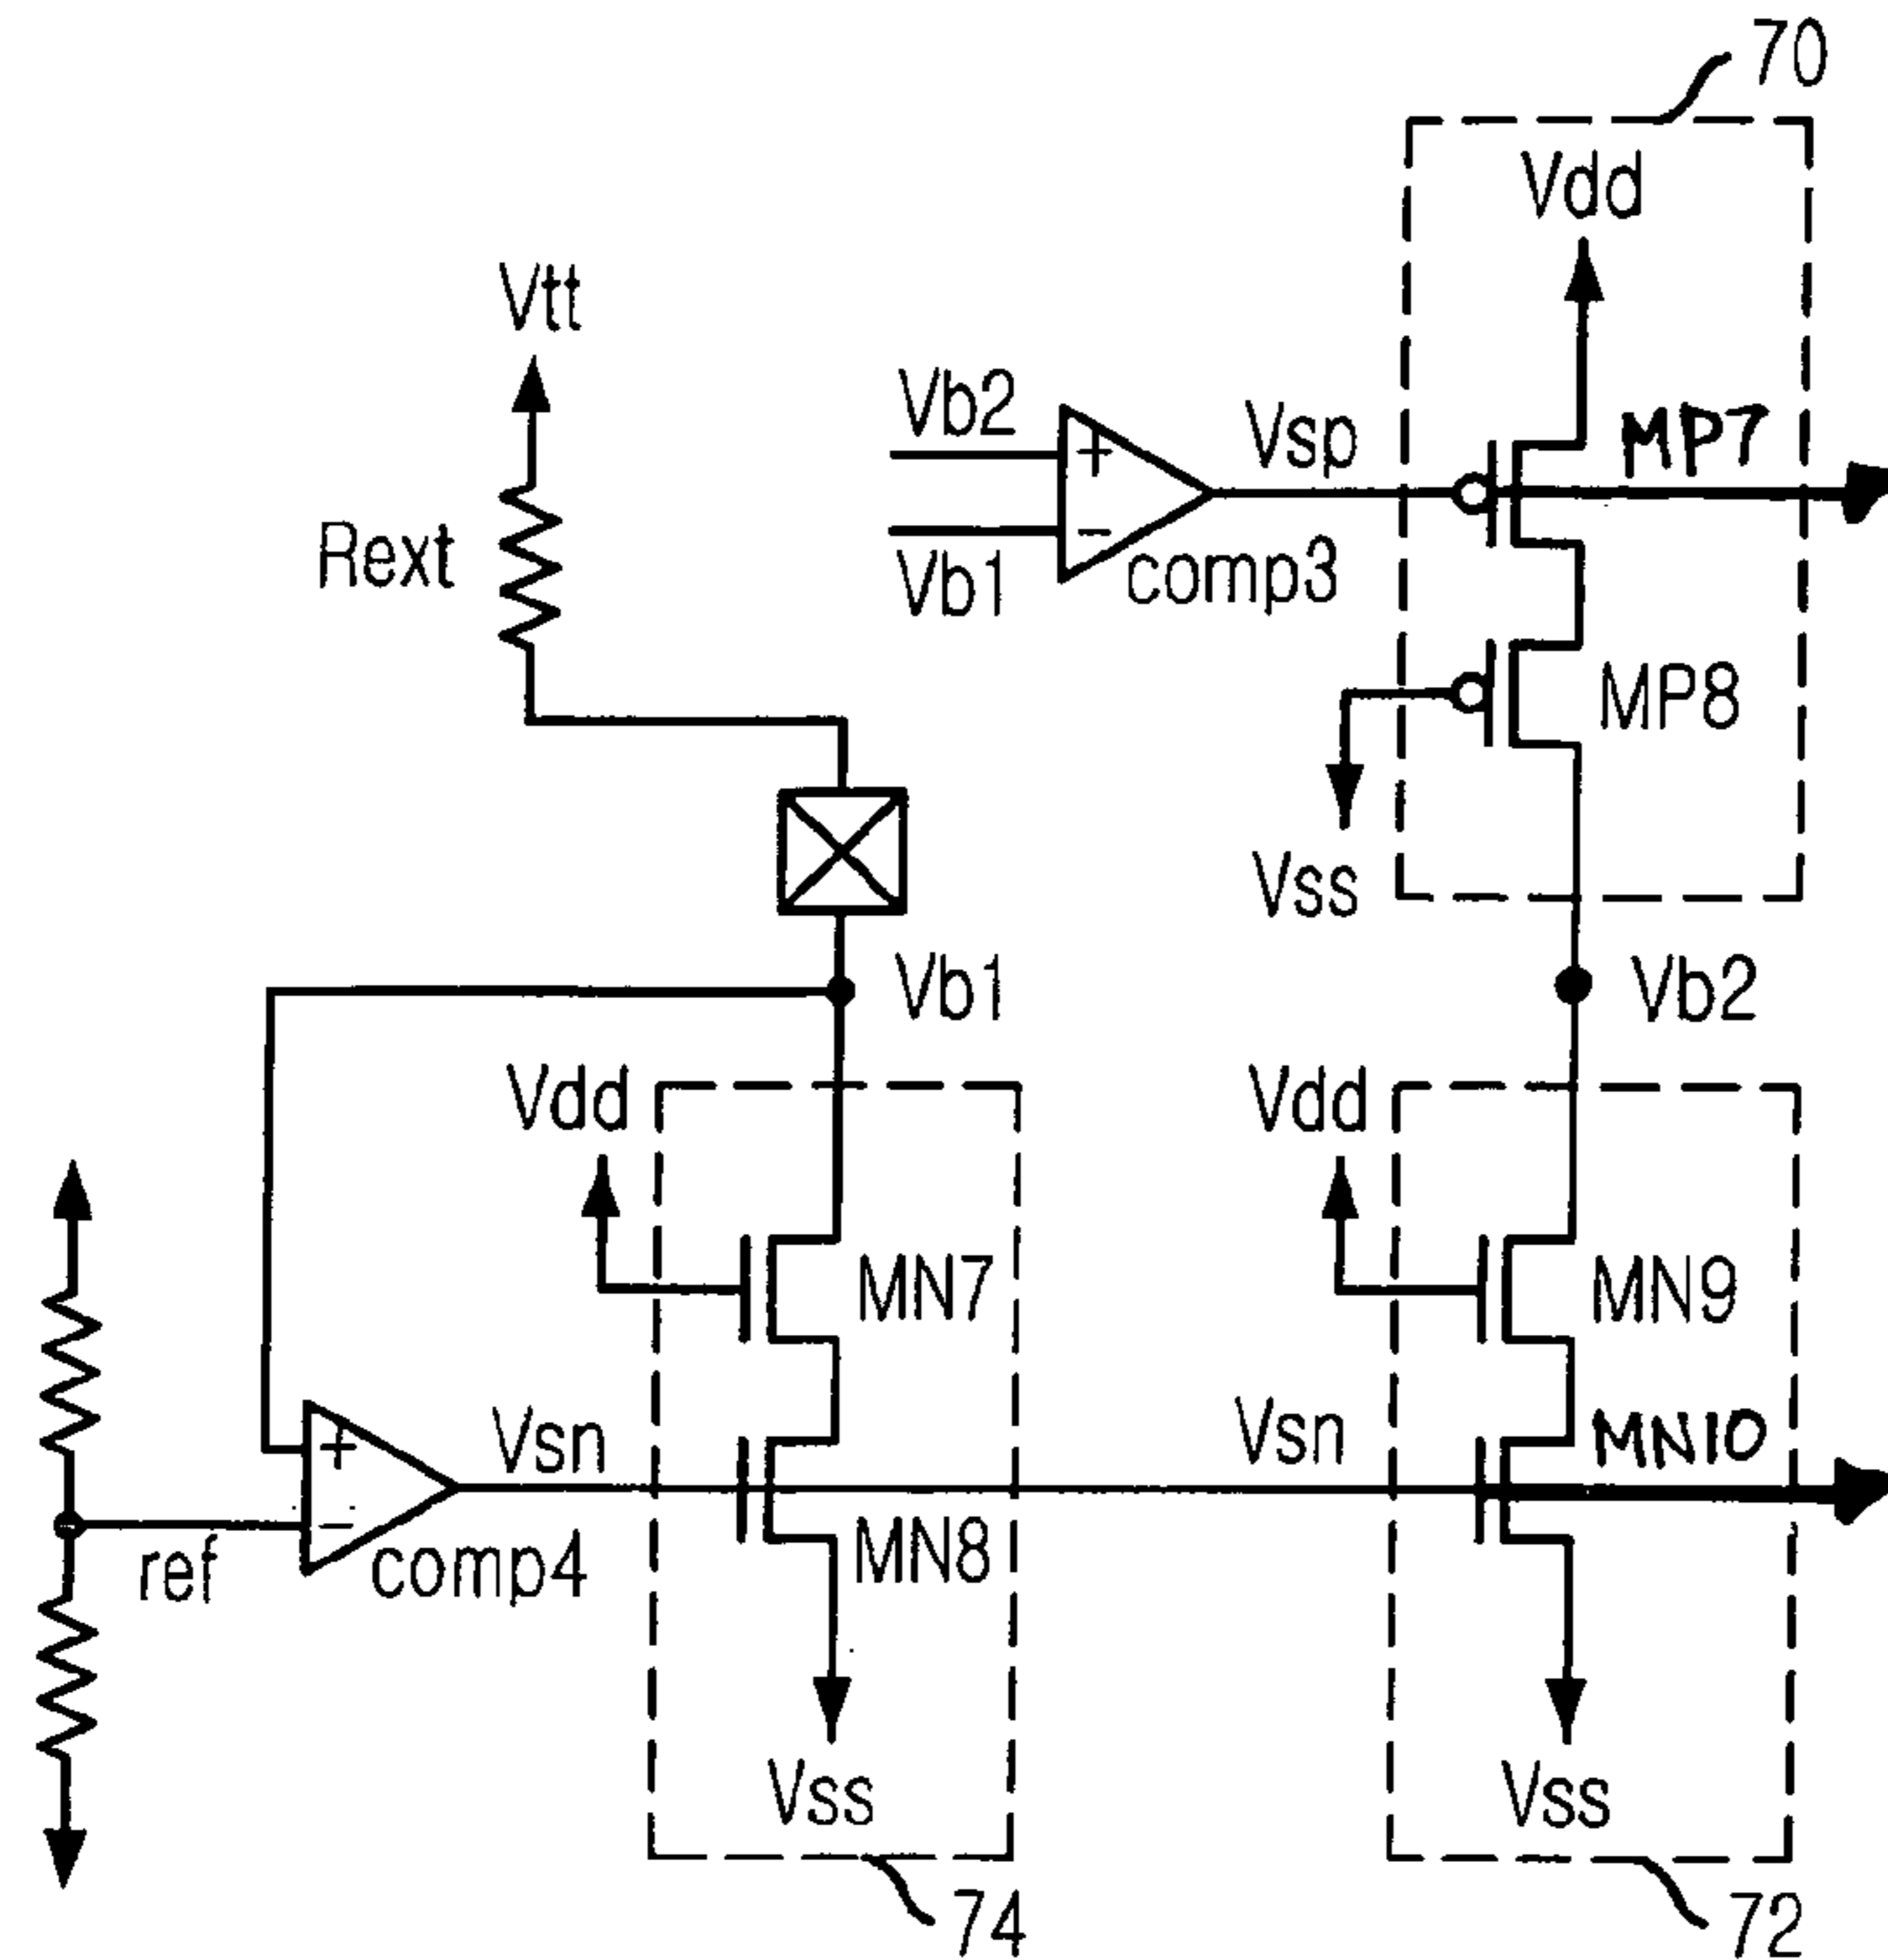 70
Vdd
Vtt
Vb2
+
Vsp
MP7
Rext
−
Vb1
comp3
MP8
Vss
Vb1
Vb2
Vdd
Vdd
MN7
MN9
Vsn
Vsn
MN10
+
−
ref
comp4
MN8
Vss
Vss
74
72